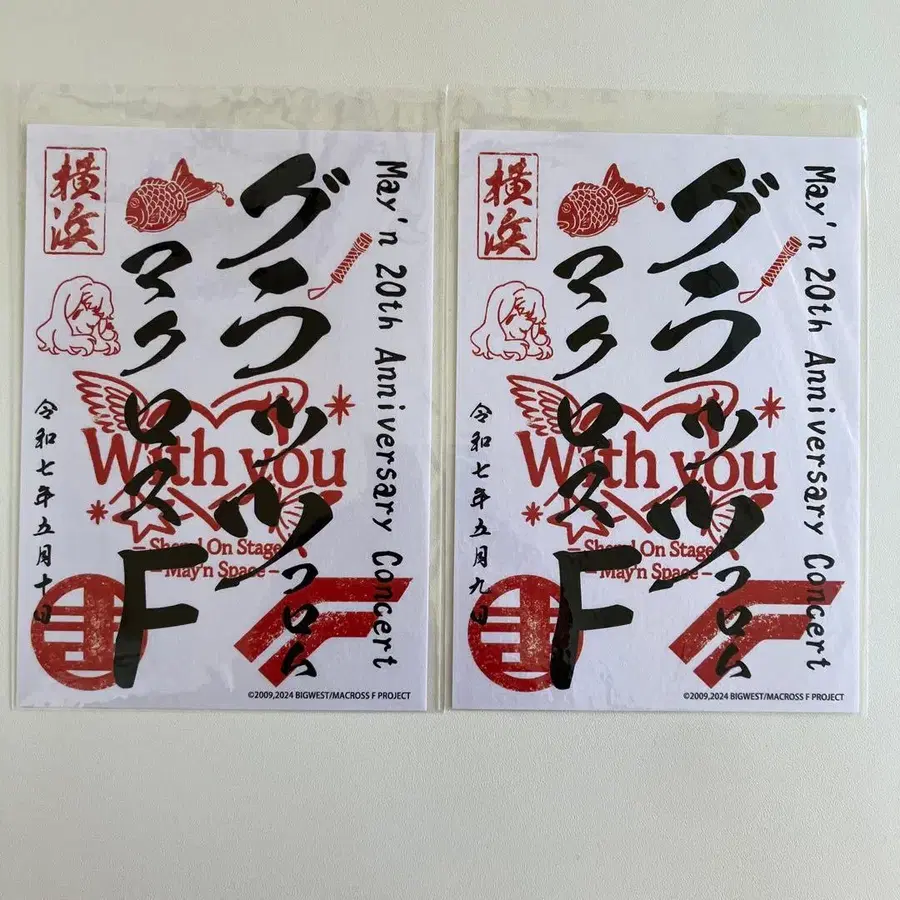 May'n 20th Anniversary Concert
マクロスF
横浜
With you
On Stage
－May'n Space－
令和七年五月十日
©2009,2024 BIGWEST/MACROSS F PROJECT
May'n 20th Anniversary Concert
マクロスF
横浜
With you
On Stage
－May'n Space－
令和七年五月九日
©2009,2024 BIGWEST/MACROSS F PROJECT